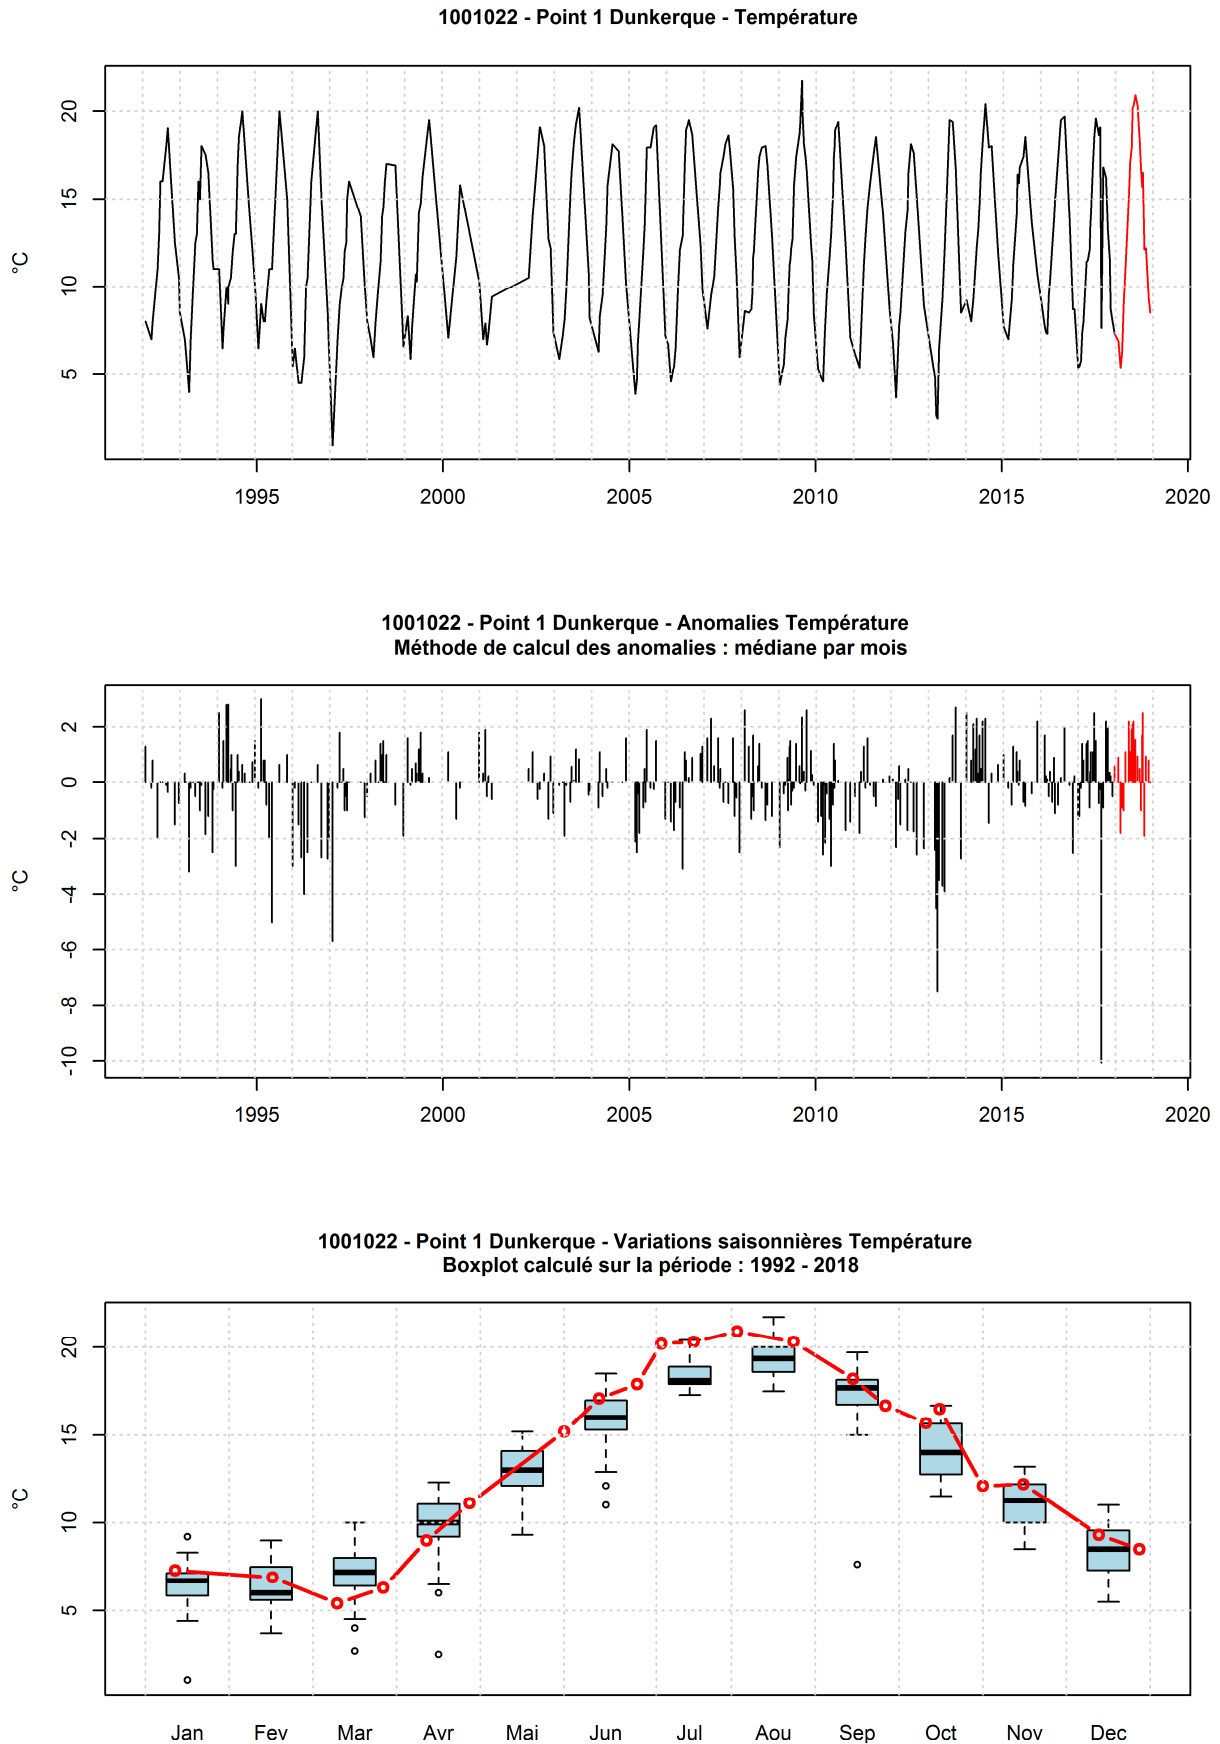 1001022 - Point 1 Dunkerque - Température
°C
20
15
10
5
1995 2000 2005 2010 2015 2020
1001022 - Point 1 Dunkerque - Anomalies Température
Méthode de calcul des anomalies : médiane par mois
°C
2
0
-2
-4
-6
-8
-10
1995 2000 2005 2010 2015 2020
1001022 - Point 1 Dunkerque - Variations saisonnières Température
Boxplot calculé sur la période : 1992 - 2018
°C
20
15
10
5
Jan Fev Mar Avr Mai Jun Jul Aou Sep Oct Nov Dec